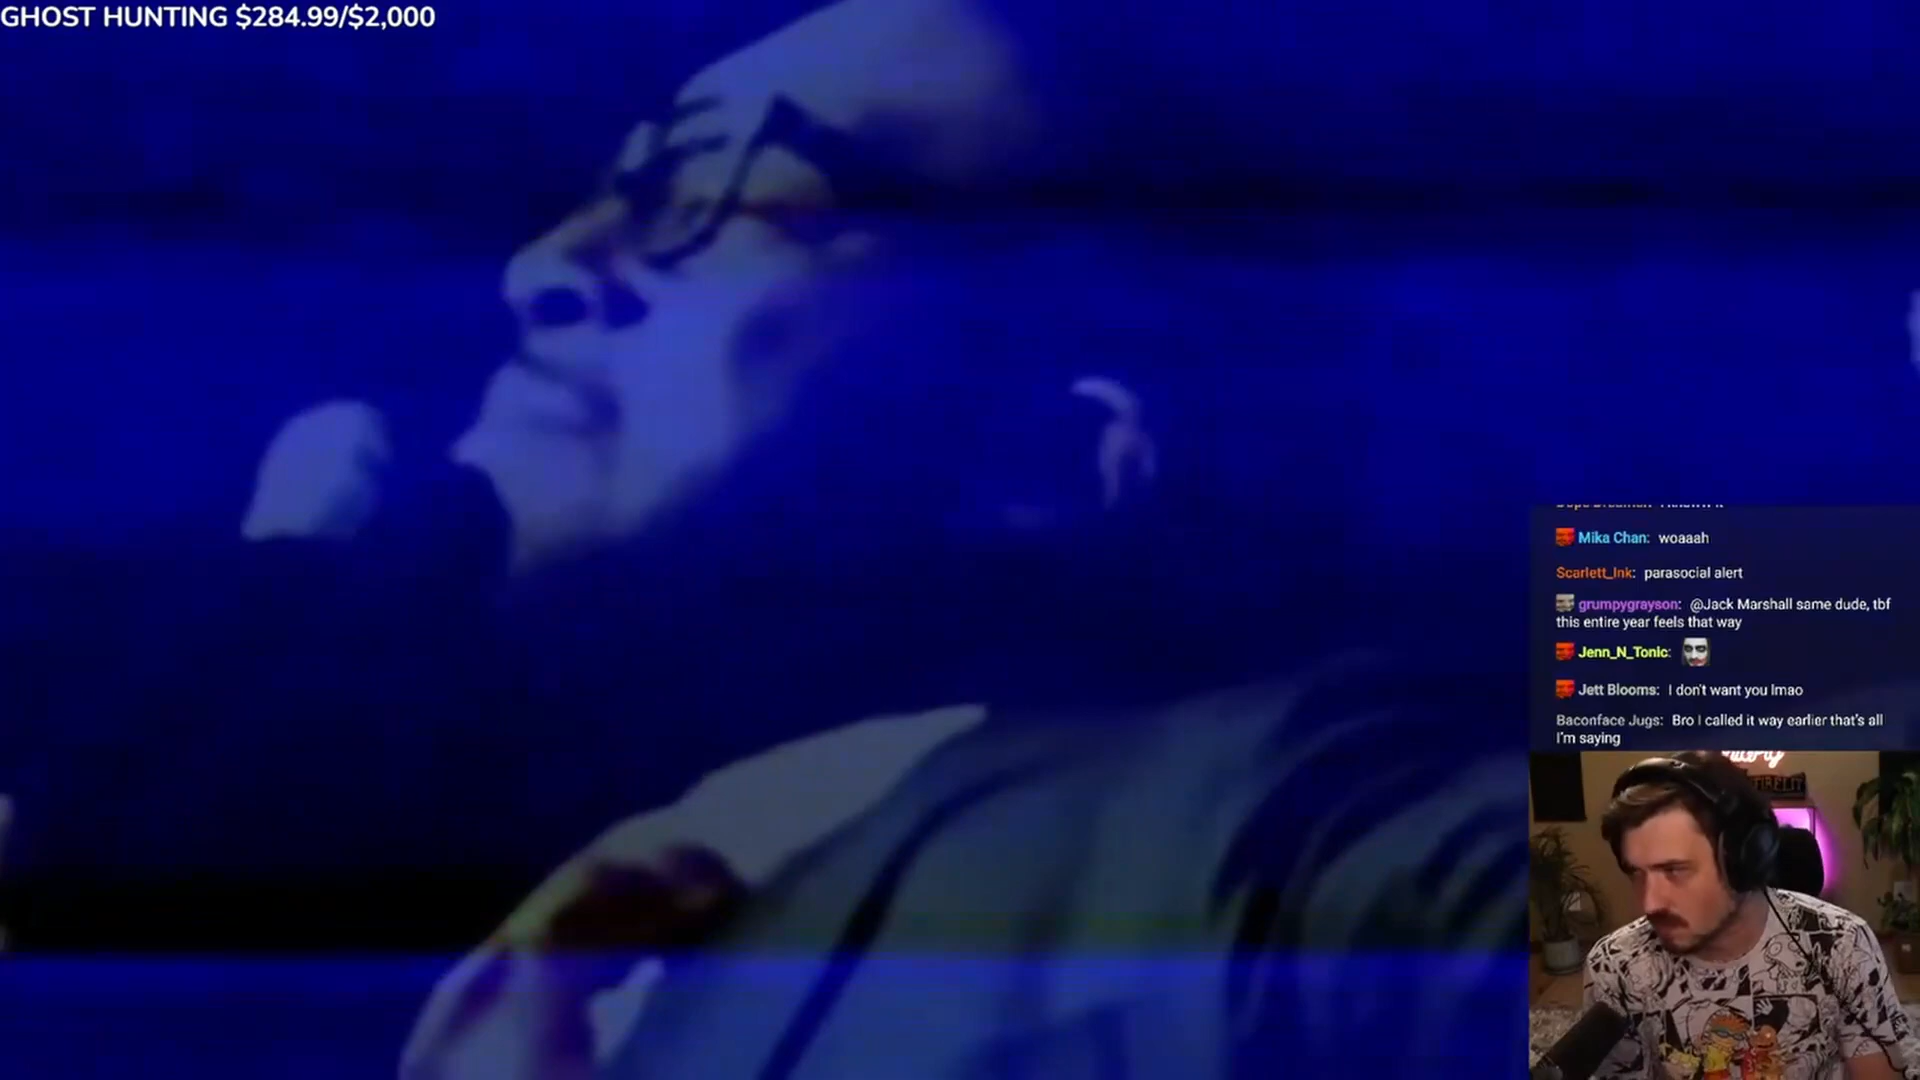 GHOST HUNTING $284.99/$2,000
Mika Chan: woaaah
Scarlett_Ink: parasocial alert
grumpygrayson: @Jack Marshall same dude, tbf
this entire year feels that way
Jenn_N_Tonic:
Jett Blooms: I don't want you lmao
Baconface Jugs: Bro I called it way earlier that's all
I'm saying